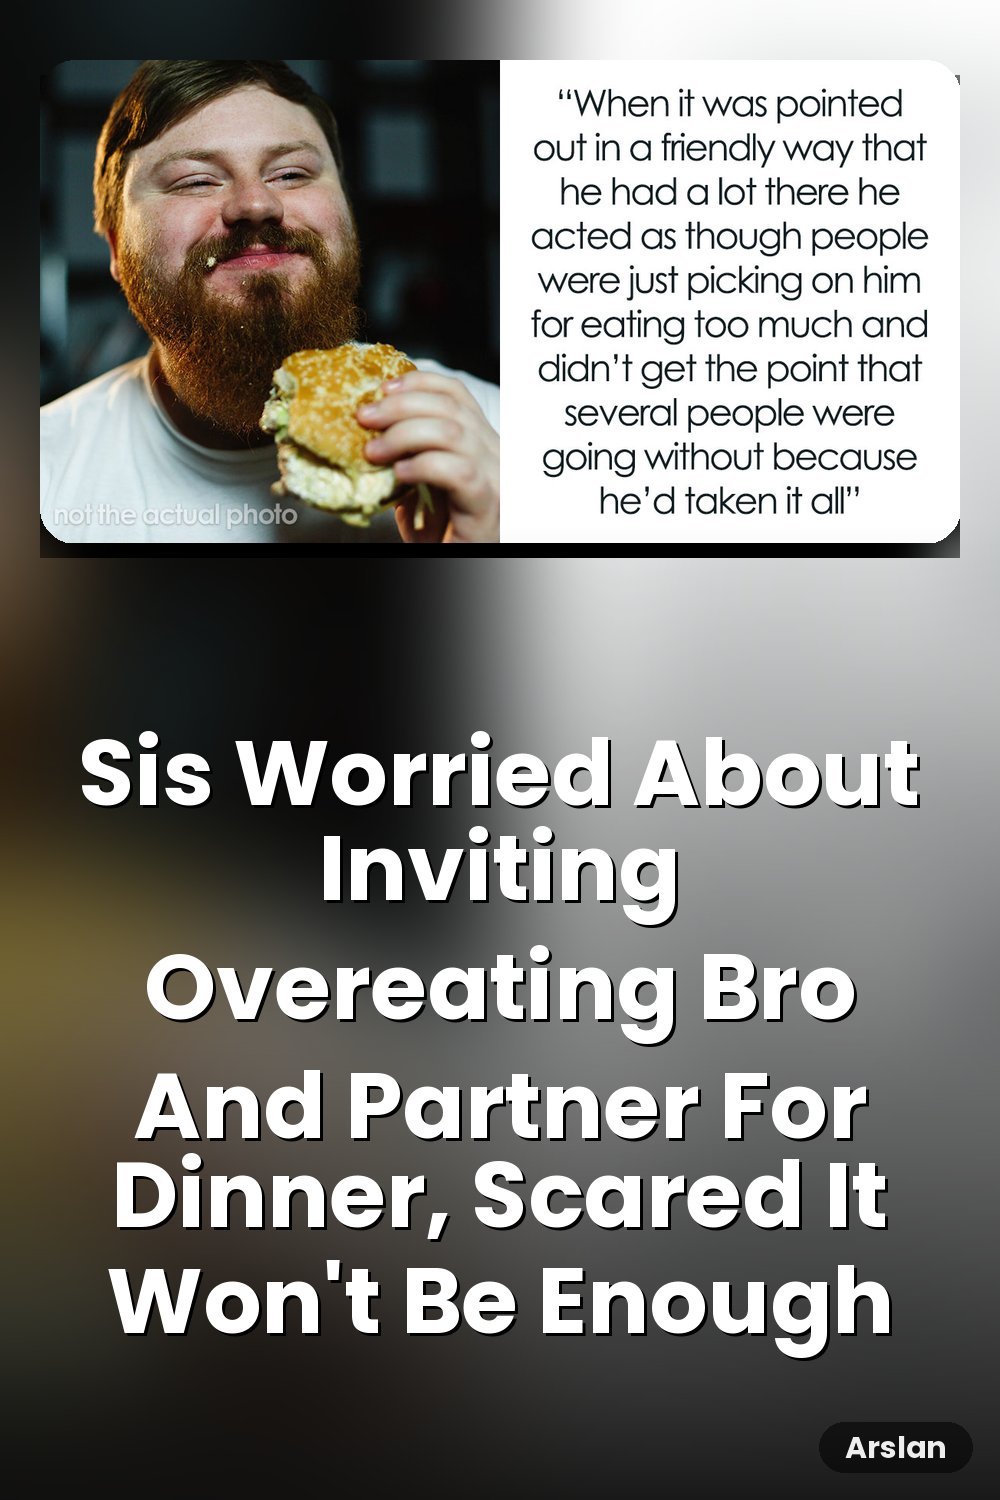 “When it was pointed
out in a friendly way that
he had a lot there he
acted as though people
were just picking on him
for eating too much and
didn’t get the point that
several people were
going without because
he’d taken it all”
not the actual photo
Sis Worried About
Inviting
Overeating Bro
And Partner For
Dinner, Scared It
Won't Be Enough
Arslan